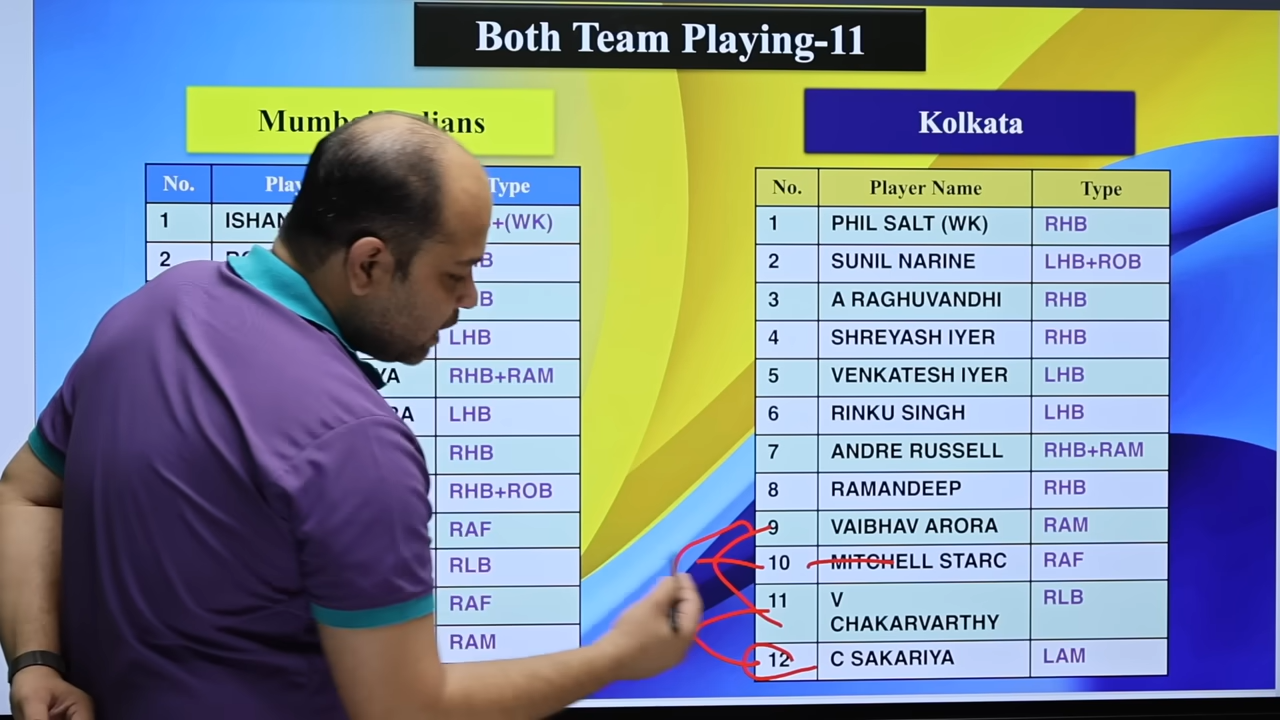 Both Team Playing-11
Kolkata
No. Type
1 ISHAN +(WK)
2
LHB
YA RHB+RAM
RA LHB
RHB
RHB+ROB
RAF
RLB
RAF
RAM
No. Player Name Type
1 PHIL SALT (WK) RHB
2 SUNIL NARINE LHB+ROB
3 A RAGHUVANDHI RHB
4 SHREYASH IYER RHB
5 VENKATESH IYER LHB
6 RINKU SINGH LHB
7 ANDRE RUSSELL RHB+RAM
8 RAMANDEEP RHB
9 VAIBHAV ARORA RAM
10 MITCHELL STARC RAF
11 V RLB
CHAKARVARTHY
12 C SAKARIYA LAM